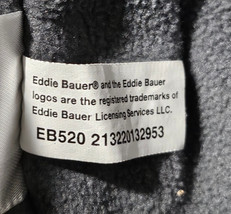 Eddie Bauer® and the Eddie Bauer
logos are the registered trademarks of
Eddie Bauer Licensing Services LLC.
EB520 213220132953